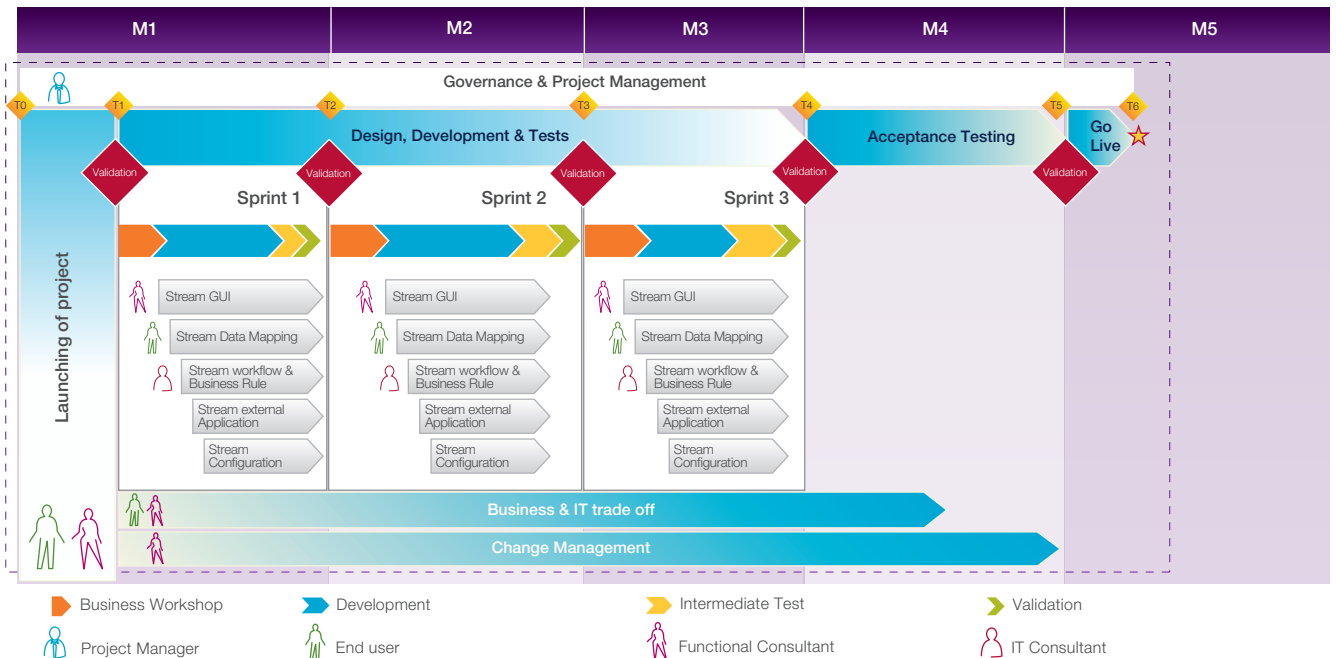 M1
M2
M3
M4
M5
Governance & Project Management
T0
T1
T2
T3
T4
T5
T6
Design, Development & Tests
Acceptance Testing
Go
Live
Validation
Validation
Validation
Validation
Validation
Launching of project
Sprint 1
Sprint 2
Sprint 3
Stream GUI
Stream Data Mapping
Stream workflow &
Business Rule
Stream external
Application
Stream
Configuration
Stream GUI
Stream Data Mapping
Stream workflow &
Business Rule
Stream external
Application
Stream
Configuration
Stream GUI
Stream Data Mapping
Stream workflow &
Business Rule
Stream external
Application
Stream
Configuration
Business & IT trade off
Change Management
Business Workshop
Development
Intermediate Test
Validation
Project Manager
End user
Functional Consultant
IT Consultant